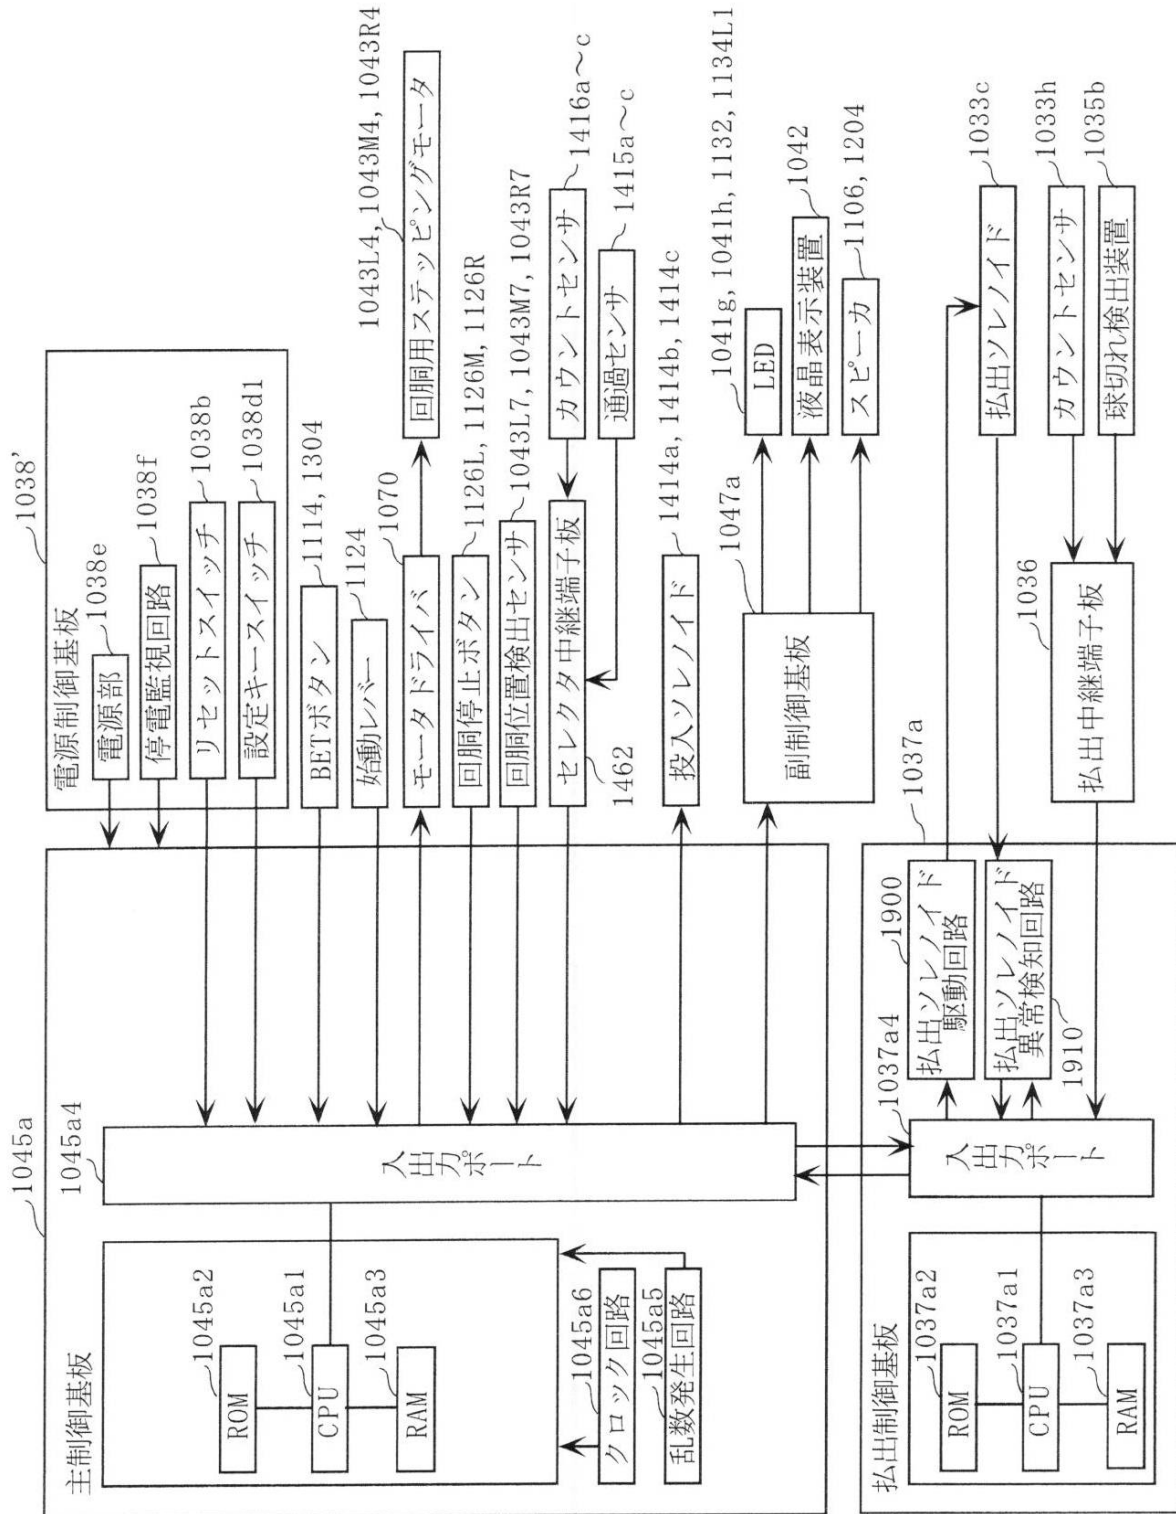 1045a
主制御基板
1045a2
ROM
1045a1
CPU
1045a3
RAM
1045a6
クロック回路
1045a5
乱数発生回路
1045a4
入出力ポート
1038'
電源制御基板
1038e
電源部
1038f
停電監視回路
1038b
リセットスイッチ
1038d1
設定キースイッチ
1114, 1304
BETボタン
1124
始動レバー
1070
モータドライバ
1043L4, 1043M4, 1043R4
回胴用ステッピングモータ
1126L, 1126M, 1126R
回胴停止ボタン
1043L7, 1043M7, 1043R7
回胴位置検出センサ
セレクタ中継端子板
1462
1416a～c
カウントセンサ
1415a～c
通過センサ
1414a, 1414b, 1414c
投入ソレノイド
1047a
副制御基板
1041g, 1041h, 1132, 1134L1
LED
1042
液晶表示装置
1106, 1204
スピーカ
1037a
払出制御基板
1037a2
ROM
1037a1
CPU
1037a3
RAM
1037a4
入出力ポート
1900
払出ソレノイド
駆動回路
払出ソレノイド
異常検知回路
1910
1036
払出中継端子板
1033c
払出ソレノイド
1033h
カウントセンサ
1035b
球切れ検出装置